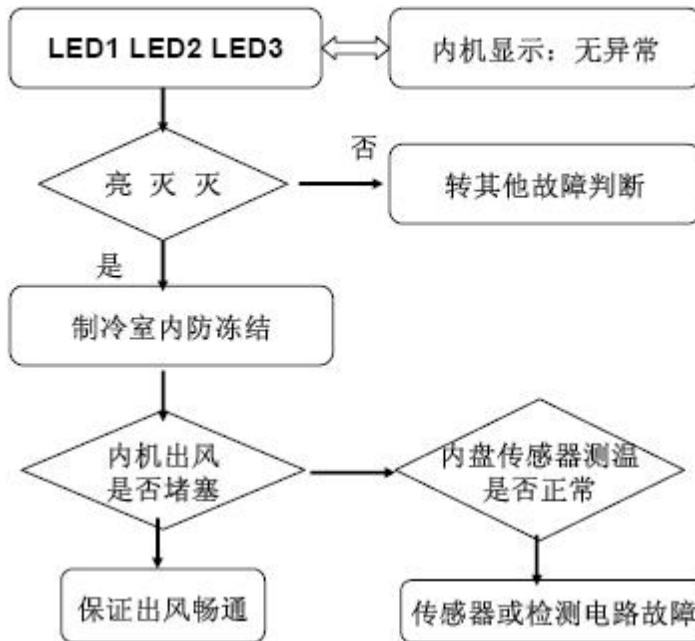 LED1 LED2 LED3
内机显示：无异常
亮 灭 灭
否
转其他故障判断
是
制冷室内防冻结
内机出风
是否堵塞
内盘传感器测温
是否正常
保证出风畅通
传感器或检测电路故障